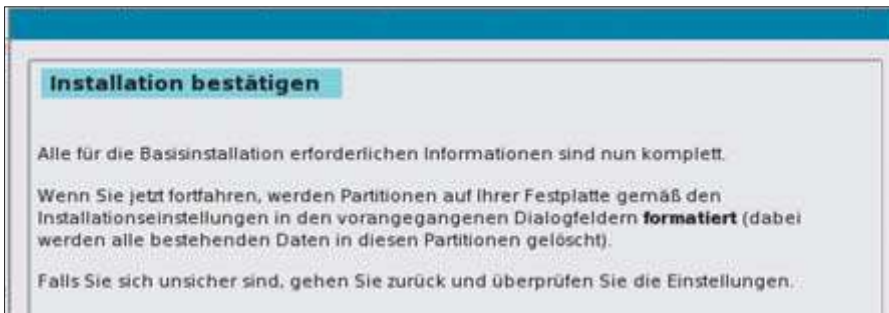 Installation bestätigen
Alle für die Basisinstallation erforderlichen Informationen sind nun komplett.
Wenn Sie jetzt fortfahren, werden Partitionen auf Ihrer Festplatte gemäß den
Installationseinstellungen in den vorangegangenen Dialogfeldern formatiert (dabei
werden alle bestehenden Daten in diesen Partitionen gelöscht).
Falls Sie sich unsicher sind, gehen Sie zurück und überprüfen Sie die Einstellungen.